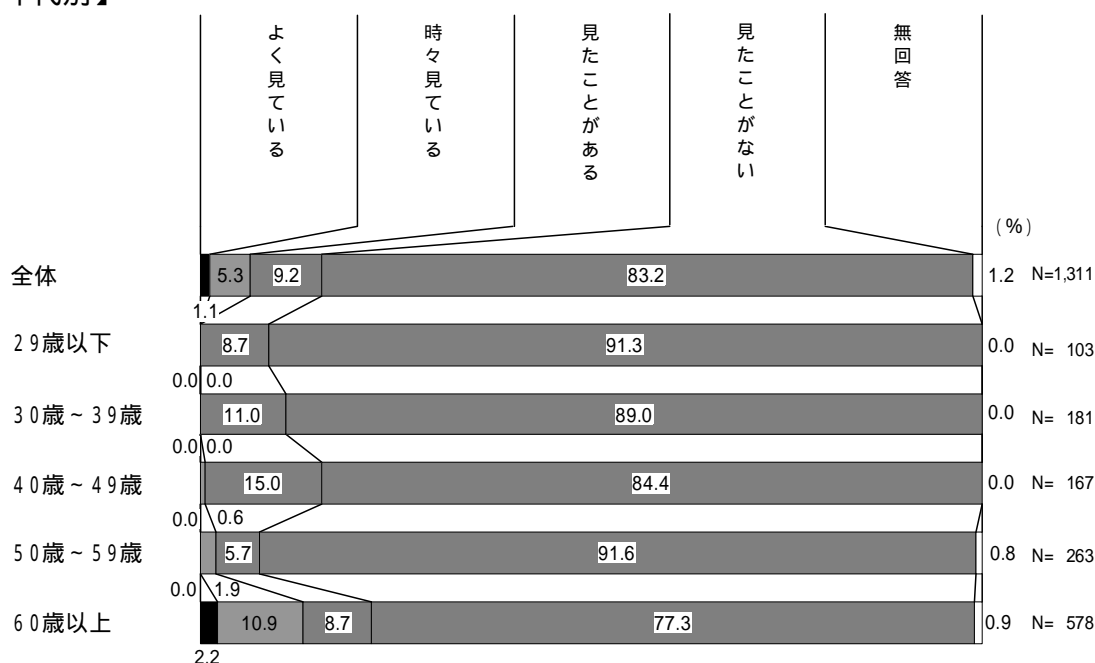 よく見ている
時々見ている
見たことがある
見たことがない
無回答
(%)
全体 5.3 9.2 83.2 1.2 N=1,311
1.1
29歳以下 8.7 91.3 0.0 N= 103
0.0 0.0
30歳~39歳 11.0 89.0 0.0 N= 181
0.0 0.0
40歳~49歳 15.0 84.4 0.0 N= 167
0.0 0.6
50歳~59歳 5.7 91.6 0.8 N= 263
0.0 1.9
60歳以上 10.9 8.7 77.3 0.9 N= 578
2.2